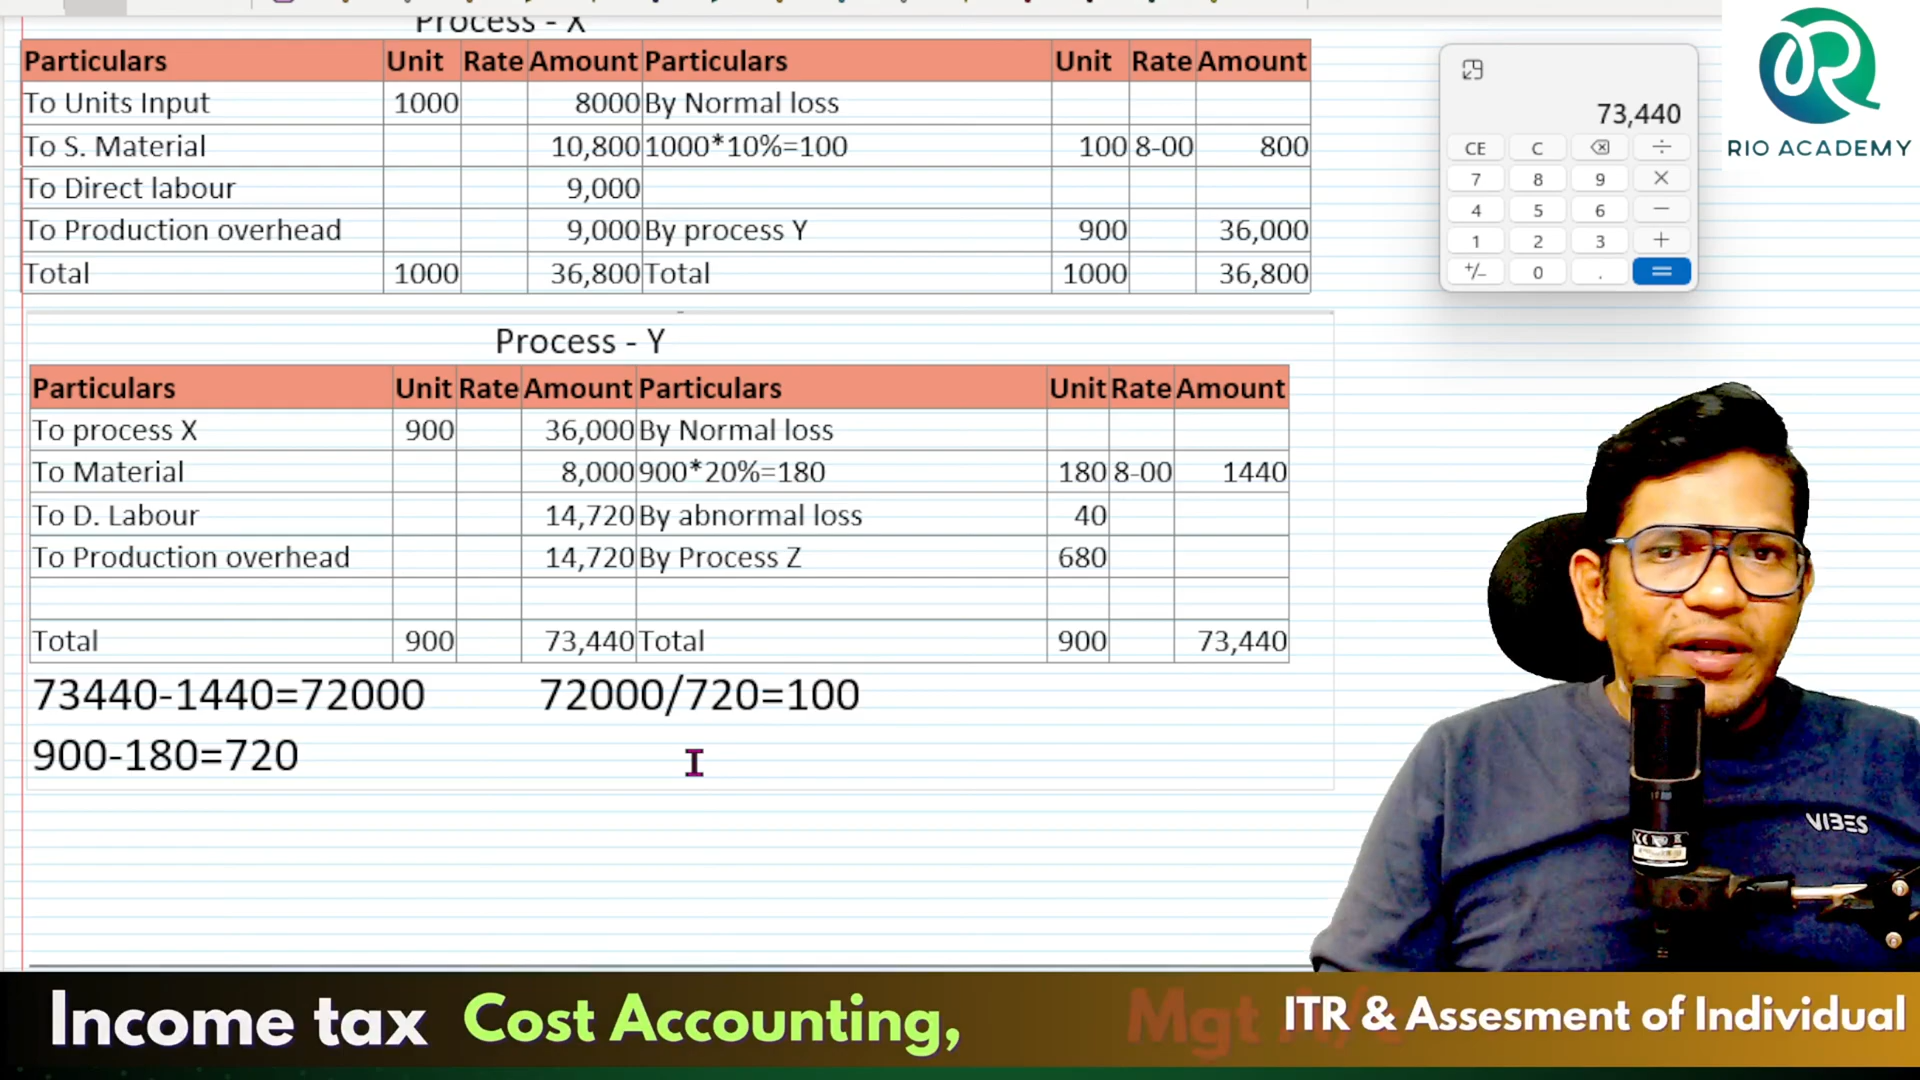 Process - X
Particulars Unit Rate Amount Particulars Unit Rate Amount
To Units Input 1000 8000 By Normal loss
To S. Material 10,800 1000*10%=100 100 8-00 800
To Direct labour 9,000
To Production overhead 9,000 By process Y 900 36,000
Total 1000 36,800 Total 1000 36,800
Process - Y
Particulars Unit Rate Amount Particulars Unit Rate Amount
To process X 900 36,000 By Normal loss
To Material 8,000 900*20%=180 180 8-00 1440
To D. Labour 14,720 By abnormal loss 40
To Production overhead 14,720 By Process Z 680
Total 900 73,440 Total 900 73,440
73440-1440=72000 72000/720=100
900-180=720
73,440
CE C ⌫ ÷
7 8 9 ×
4 5 6 −
1 2 3 +
+/- 0 . =
RIO ACADEMY
VIBES
Income tax Cost Accounting, Mgt ITR & Assesment of Individual